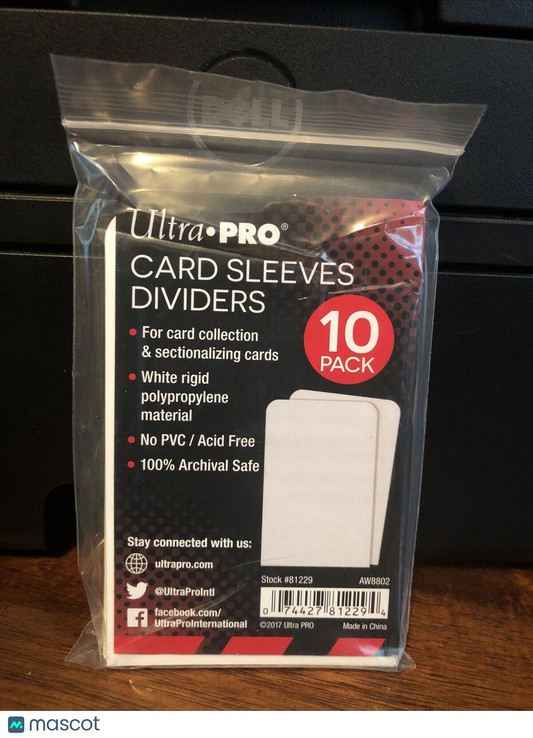 DELL
Ultra•PRO®
CARD SLEEVES
DIVIDERS
10
PACK
• For card collection
& sectionalizing cards
• White rigid
polypropylene
material
• No PVC / Acid Free
• 100% Archival Safe
Stay connected with us:
ultrapro.com
@UltraProIntl
facebook.com/
UltraProInternational
Stock #81229 AW8802
0 74427 81229 4
©2017 Ultra PRO Made in China
mascot